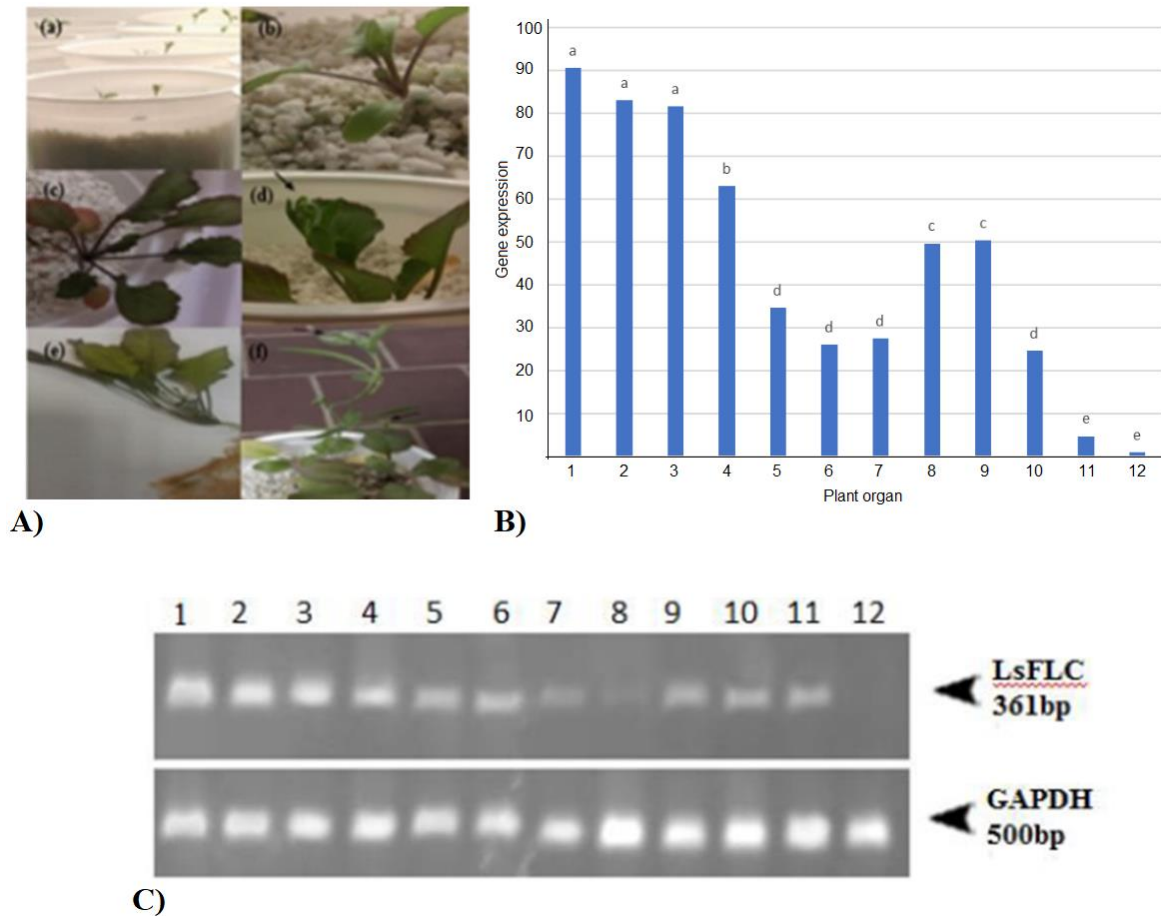 (a)
(b)
(c)
(d)
(e)
(f)
A)
100
90
80
70
60
50
40
30
20
10
Gene expression
a
a
a
b
d
d
d
c
c
d
e
e
1 2 3 4 5 6 7 8 9 10 11 12
Plant organ
B)
1 2 3 4 5 6 7 8 9 10 11 12
LsFLC
361bp
GAPDH
500bp
C)